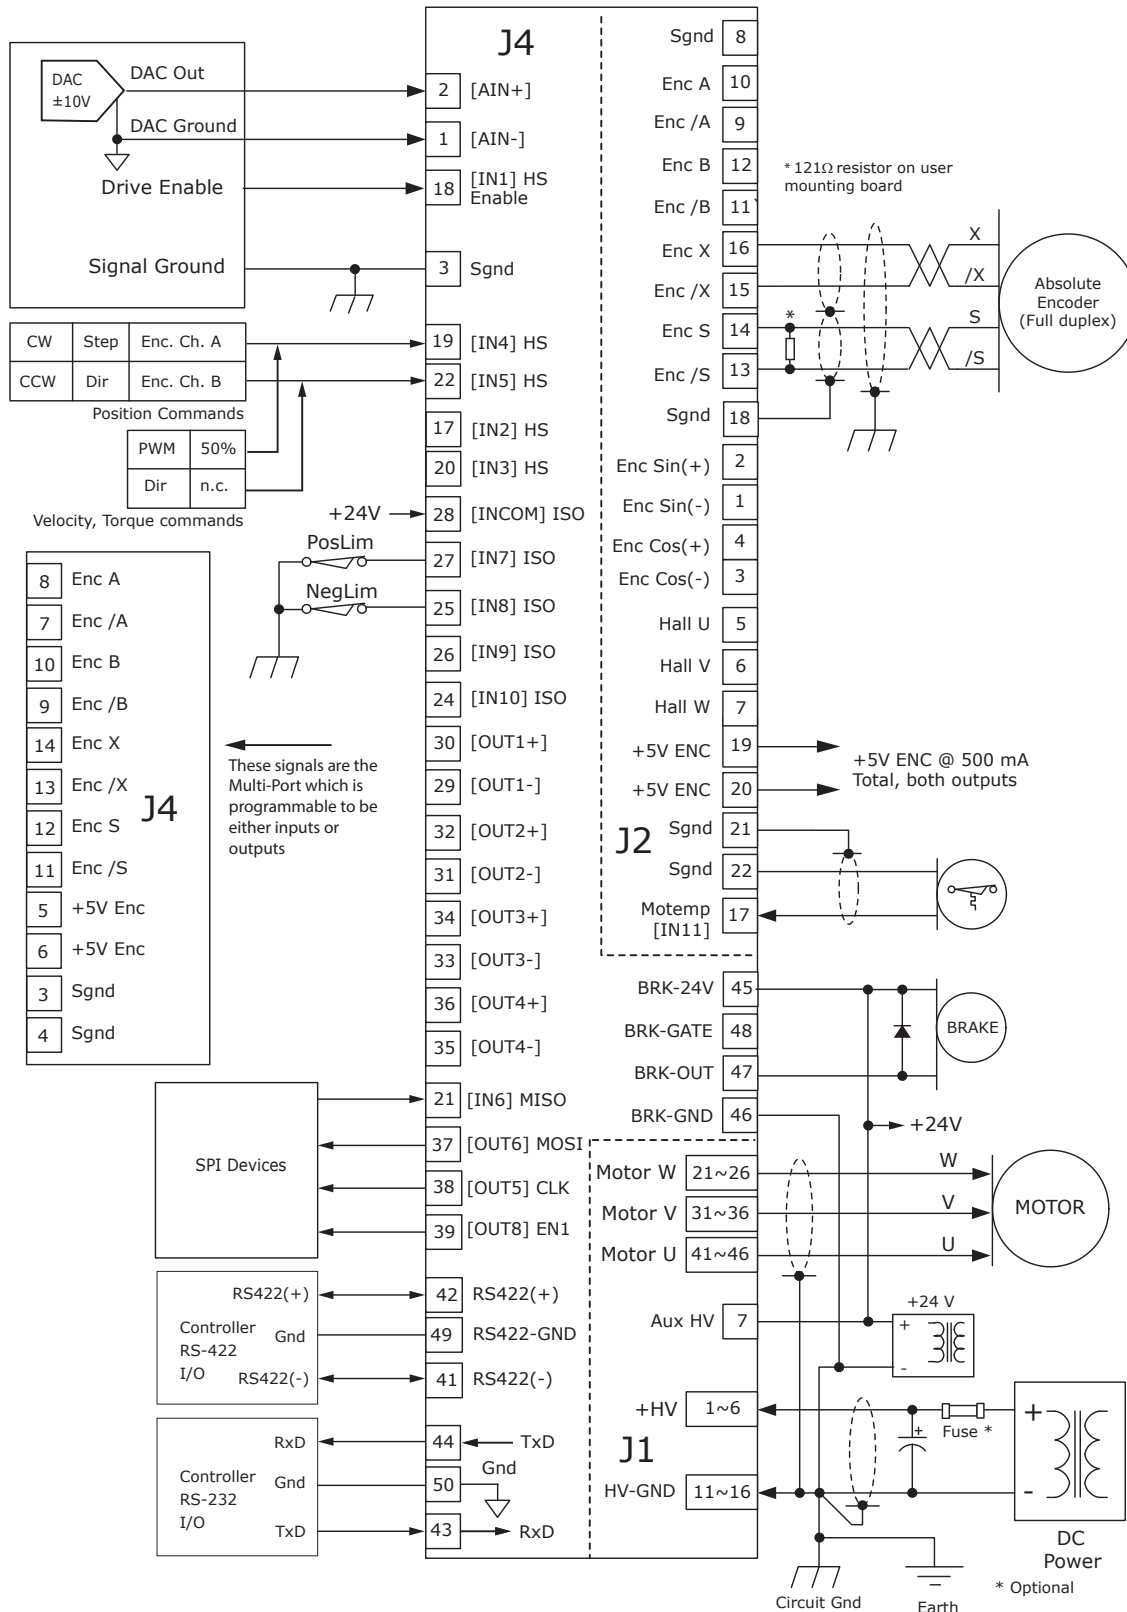 DAC
±10V
DAC Out
DAC Ground
Drive Enable
Signal Ground
CW Step Enc. Ch. A
CCW Dir Enc. Ch. B
Position Commands
PWM 50%
Dir n.c.
Velocity, Torque commands
+24V
PosLim
NegLim
8 Enc A
7 Enc /A
10 Enc B
9 Enc /B
14 Enc X
13 Enc /X
12 Enc S
11 Enc /S
5 +5V Enc
6 +5V Enc
3 Sgnd
4 Sgnd
J4
These signals are the
Multi-Port which is
programmable to be
either inputs or
outputs
SPI Devices
RS422(+)
Controller
RS-422
I/O
Gnd
RS422(-)
RxD
Controller
RS-232
I/O
Gnd
TxD
J4
2 [AIN+]
1 [AIN-]
18 [IN1] HS
Enable
3 Sgnd
19 [IN4] HS
22 [IN5] HS
17 [IN2] HS
20 [IN3] HS
28 [INCOM] ISO
27 [IN7] ISO
25 [IN8] ISO
26 [IN9] ISO
24 [IN10] ISO
30 [OUT1+]
29 [OUT1-]
32 [OUT2+]
31 [OUT2-]
34 [OUT3+]
33 [OUT3-]
36 [OUT4+]
35 [OUT4-]
21 [IN6] MISO
37 [OUT6] MOSI
38 [OUT5] CLK
39 [OUT8] EN1
42 RS422(+)
49 RS422-GND
41 RS422(-)
44 TxD
50 Gnd
43 RxD
Sgnd 8
Enc A 10
Enc /A 9
Enc B 12
Enc /B 11
Enc X 16
Enc /X 15
Enc S 14
Enc /S 13
Sgnd 18
Enc Sin(+) 2
Enc Sin(-) 1
Enc Cos(+) 4
Enc Cos(-) 3
Hall U 5
Hall V 6
Hall W 7
+5V ENC 19
+5V ENC 20
J2
Sgnd 21
Sgnd 22
Motemp
[IN11] 17
BRK-24V 45
BRK-GATE 48
BRK-OUT 47
BRK-GND 46
Motor W 21~26
Motor V 31~36
Motor U 41~46
Aux HV 7
+HV 1~6
J1
HV-GND 11~16
* 121Ω resistor on user
mounting board
X
/X
*
S
/S
Absolute
Encoder
(Full duplex)
+5V ENC @ 500 mA
Total, both outputs
BRAKE
+24V
W
V
U
MOTOR
+24 V
+
-
+
Fuse *
+
-
DC
Power
* Optional
Circuit Gnd
Earth